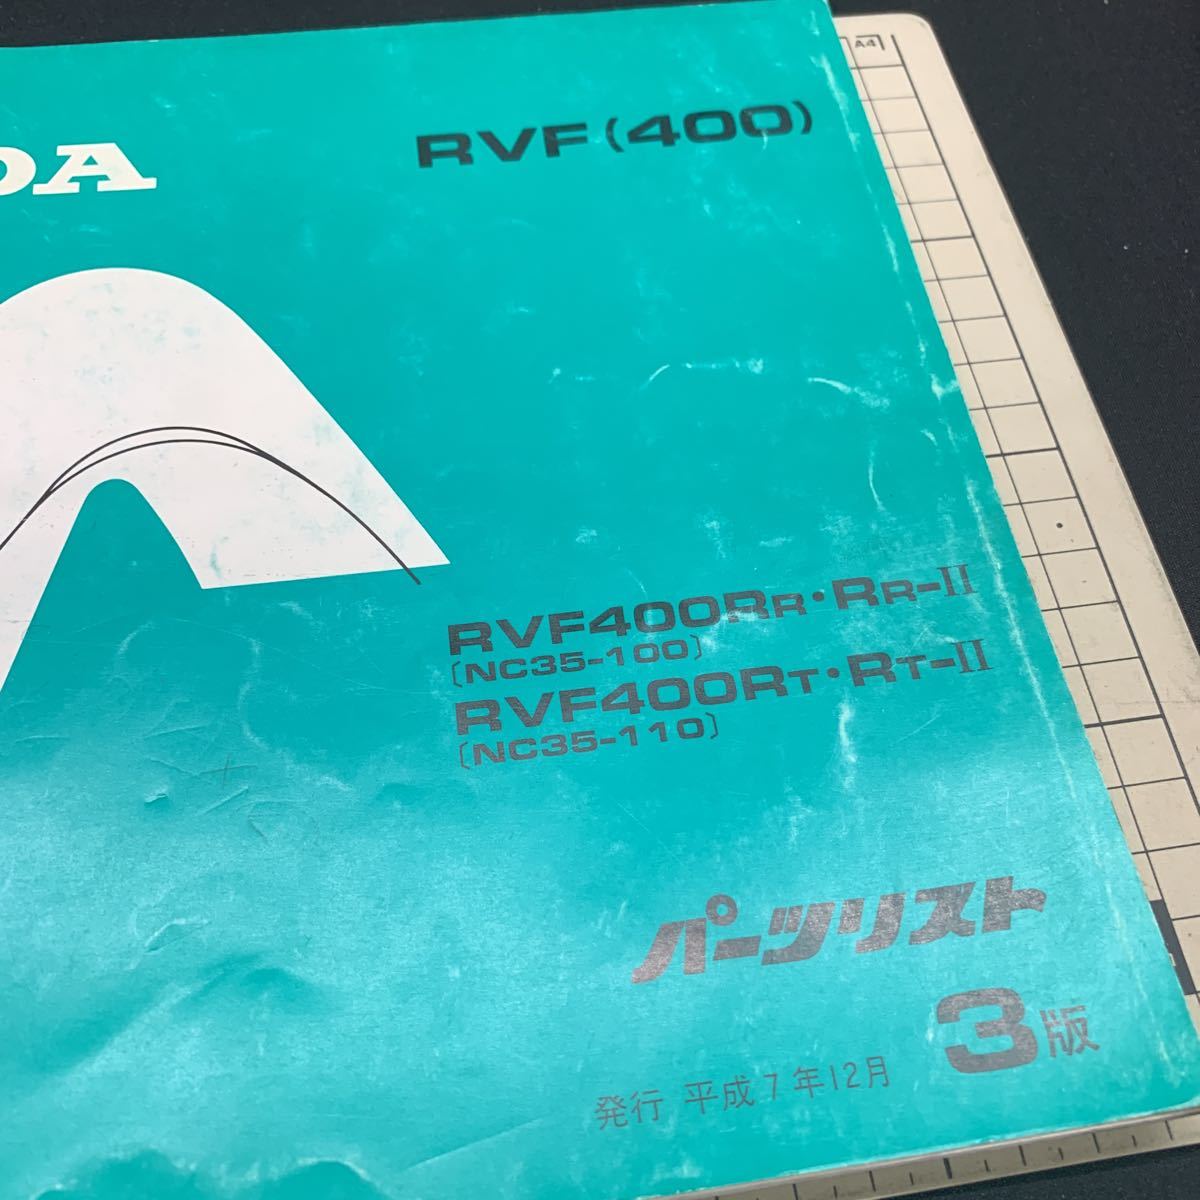 A4
RVF(400)
DA
RVF400RR・RR-II
〔NC35-100〕
RVF400RT・RT-II
〔NC35-110〕
パーツリスト
3版
発行 平成7年12月